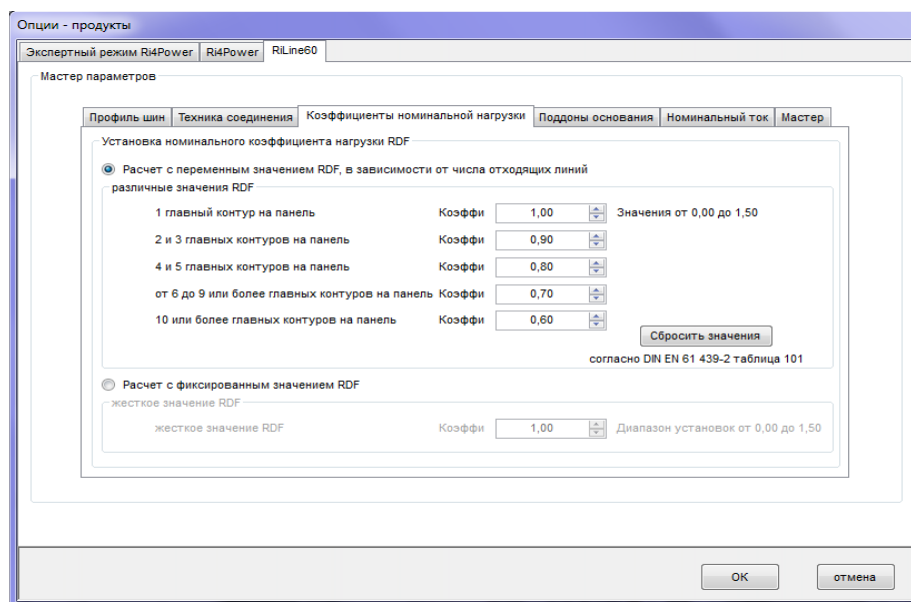 Опции - продукты
Экспертный режим Ri4Power Ri4Power RiLine60
Мастер параметров
Профиль шин Техника соединения Коэффициенты номинальной нагрузки Поддоны основания Номинальный ток Мастер
Установка номинального коэффициента нагрузки RDF
Расчет с переменным значением RDF, в зависимости от числа отходящих линий
различные значения RDF
1 главный контур на панель Коэффи 1,00 Значения от 0,00 до 1,50
2 и 3 главных контуров на панель Коэффи 0,90
4 и 5 главных контуров на панель Коэффи 0,80
от 6 до 9 или более главных контуров на панель Коэффи 0,70
10 или более главных контуров на панель Коэффи 0,60
Сбросить значения
согласно DIN EN 61 439-2 таблица 101
Расчет с фиксированным значением RDF
жесткое значение RDF
жесткое значение RDF Коэффи 1,00 Диапазон установок от 0,00 до 1,50
OK отмена